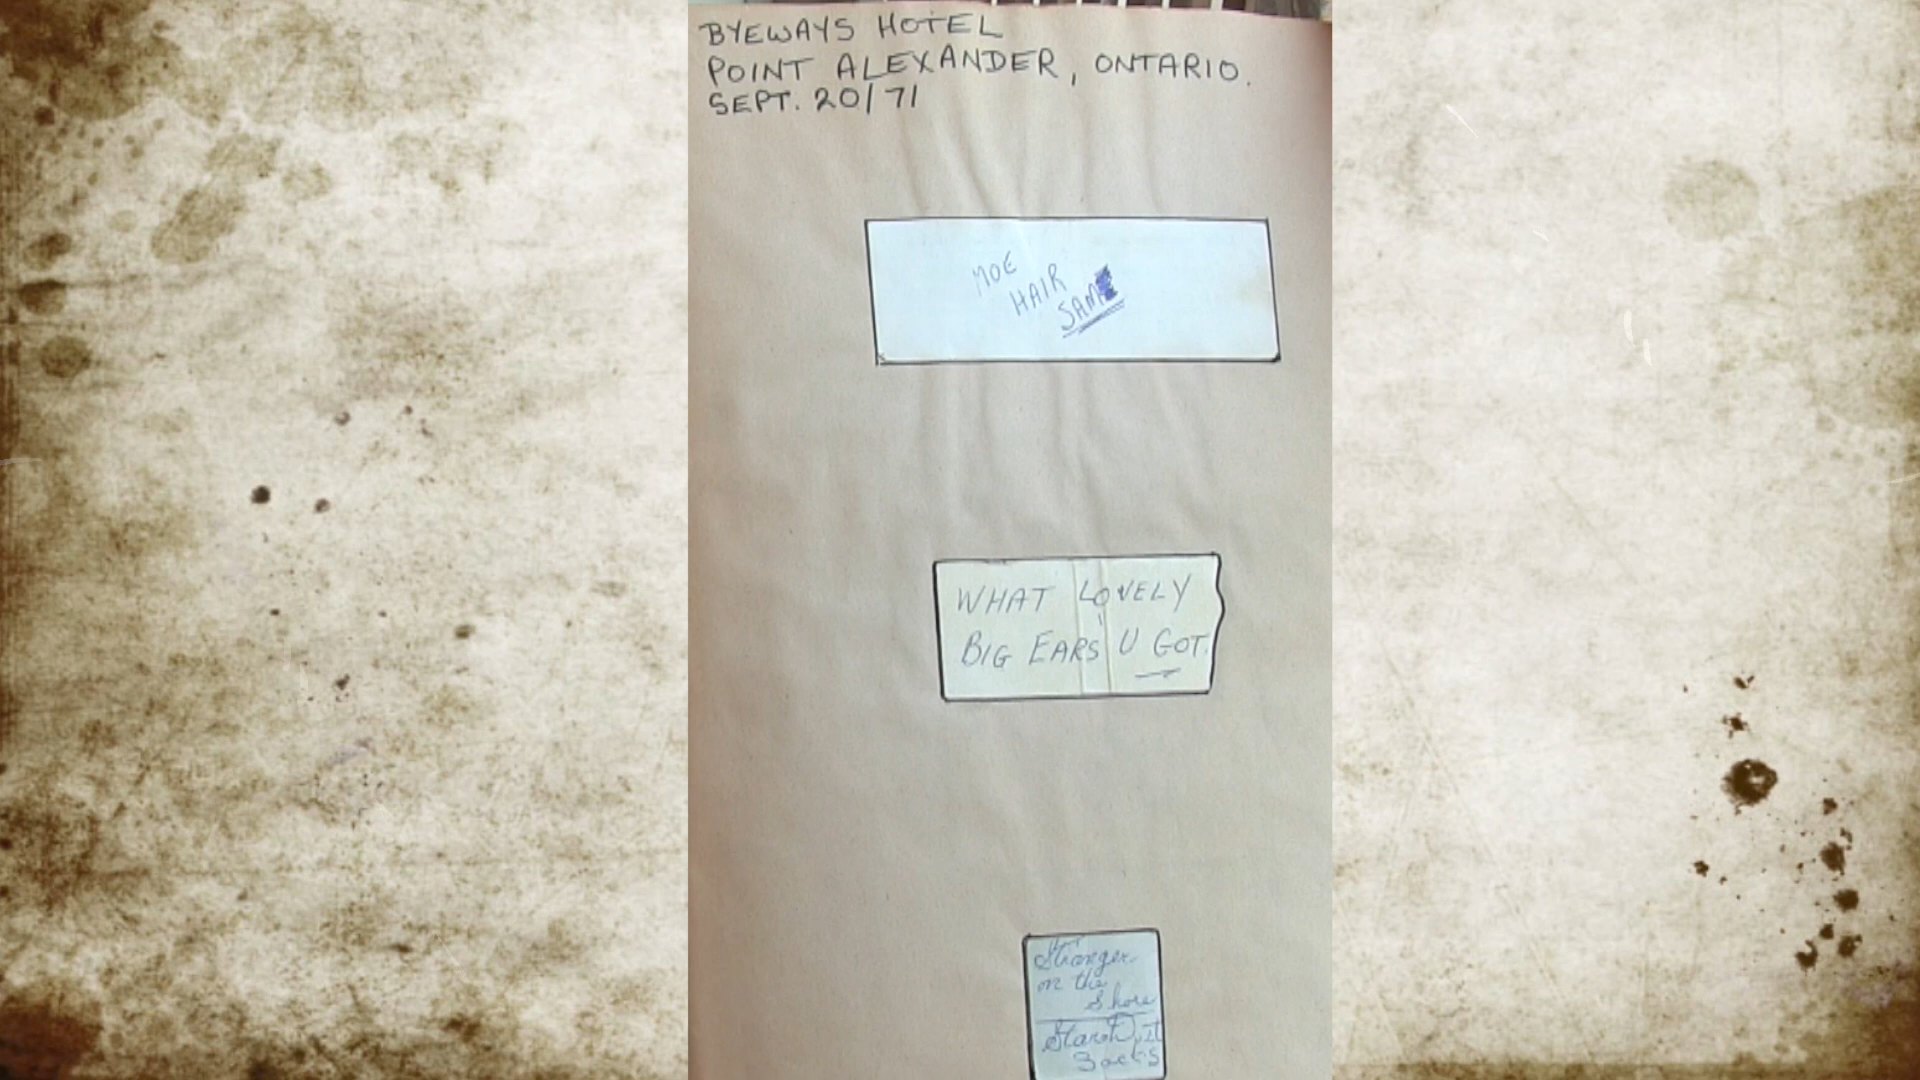 BYEWAYS HOTEL
POINT ALEXANDER, ONTARIO.
SEPT. 20/71
MOE
HAIR
SAM
WHAT LOVELY
BIG EARS U GOT.
Stranger
on the
Shore